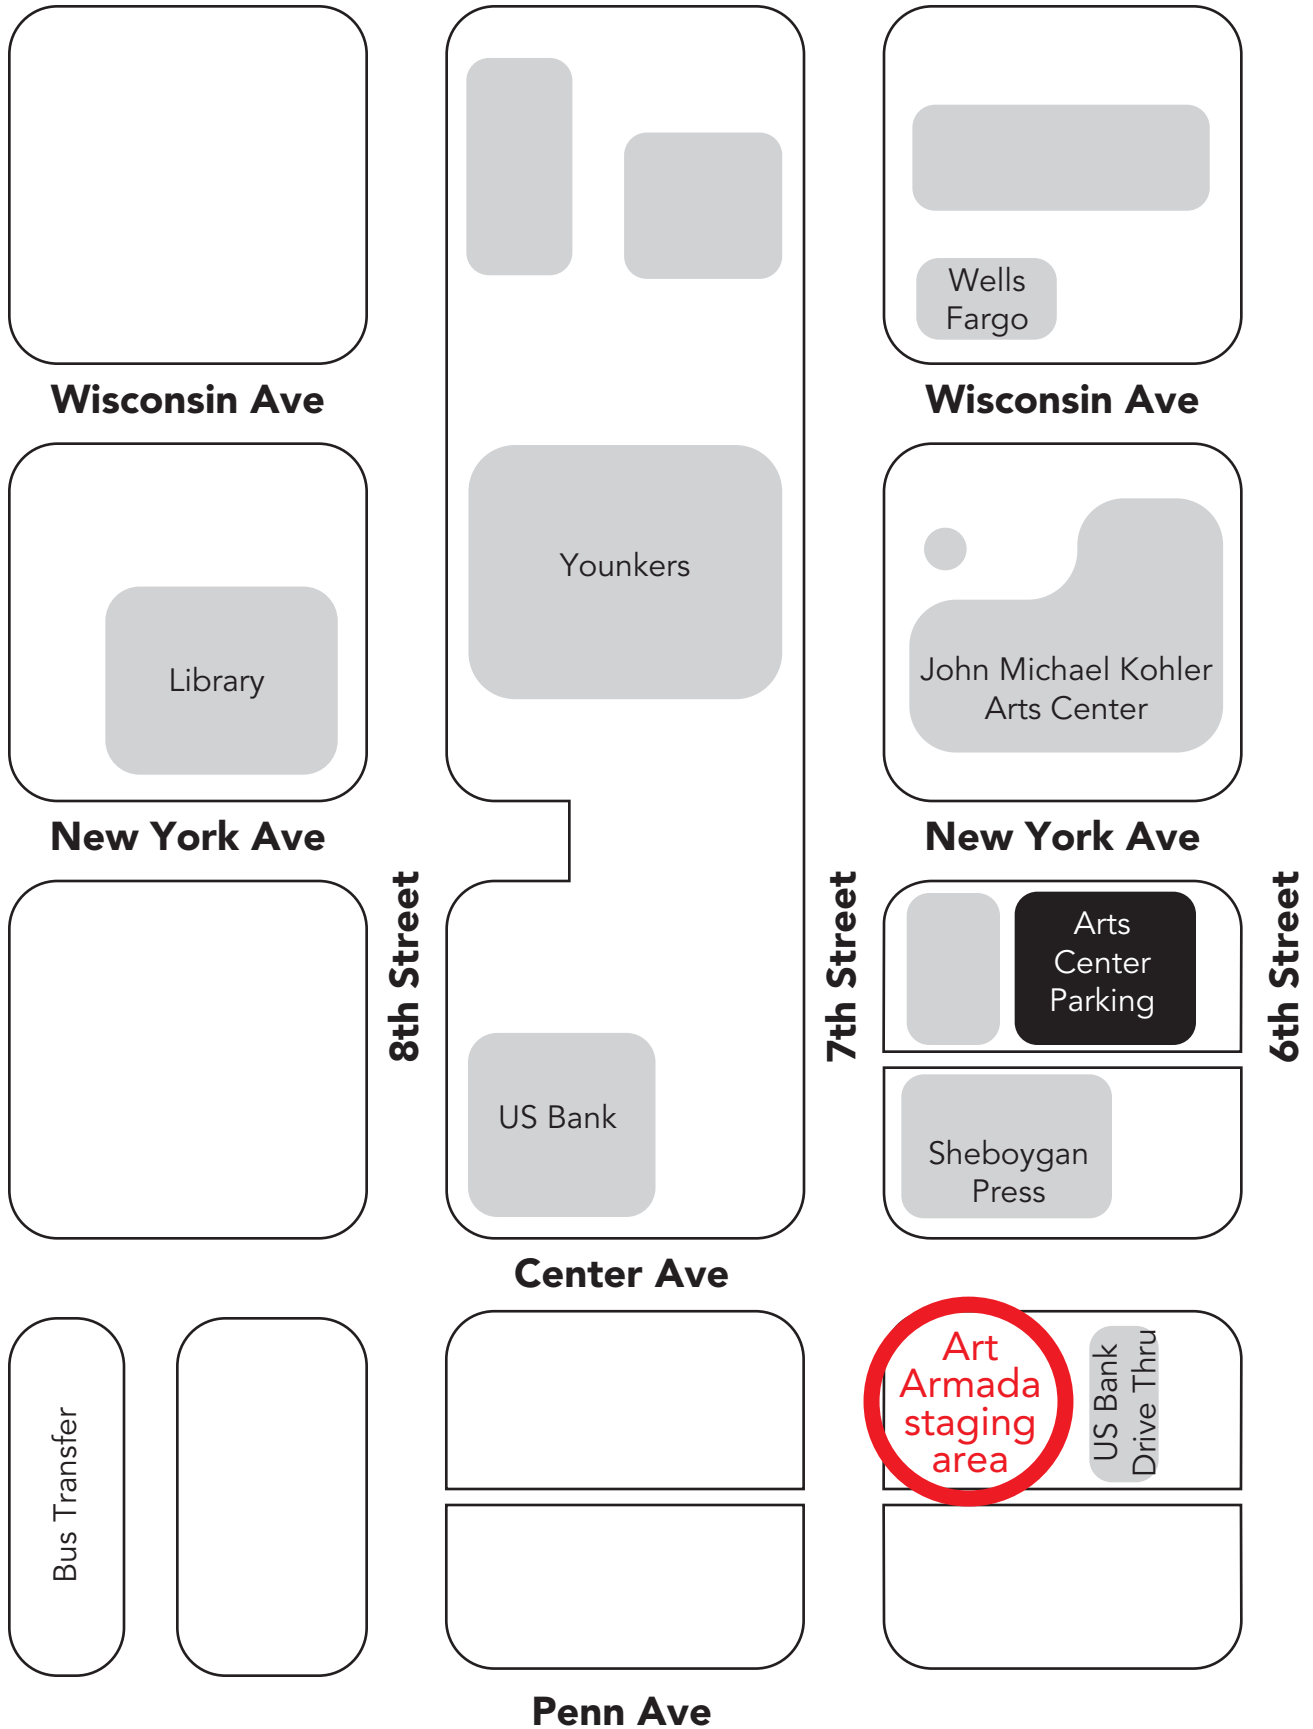 Wells
Fargo
Wisconsin Ave
Wisconsin Ave
Younkers
Library
John Michael Kohler
Arts Center
New York Ave
New York Ave
8th Street
7th Street
6th Street
Arts
Center
Parking
US Bank
Sheboygan
Press
Center Ave
Art
Armada
staging
area
US Bank
Drive Thru
Bus Transfer
Penn Ave